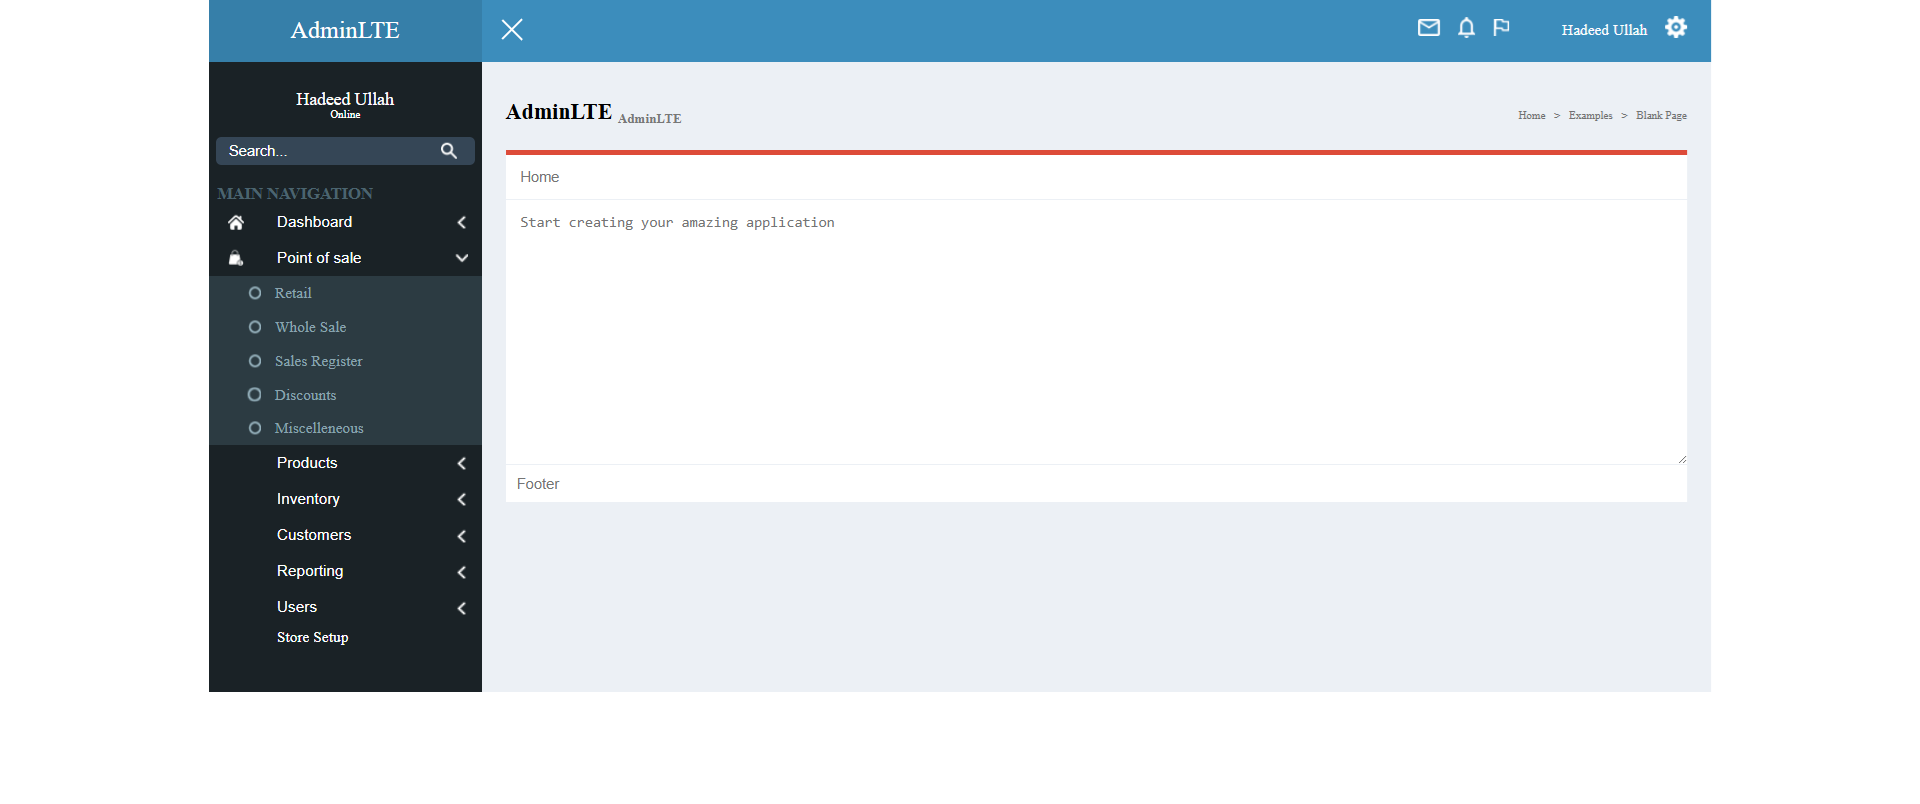 AdminLTE
Hadeed Ullah
Hadeed Ullah
Online
Search...
MAIN NAVIGATION
Dashboard
Point of sale
Retail
Whole Sale
Sales Register
Discounts
Miscelleneous
Products
Inventory
Customers
Reporting
Users
Store Setup
AdminLTE AdminLTE
Home > Examples > Blank Page
Home
Start creating your amazing application
Footer